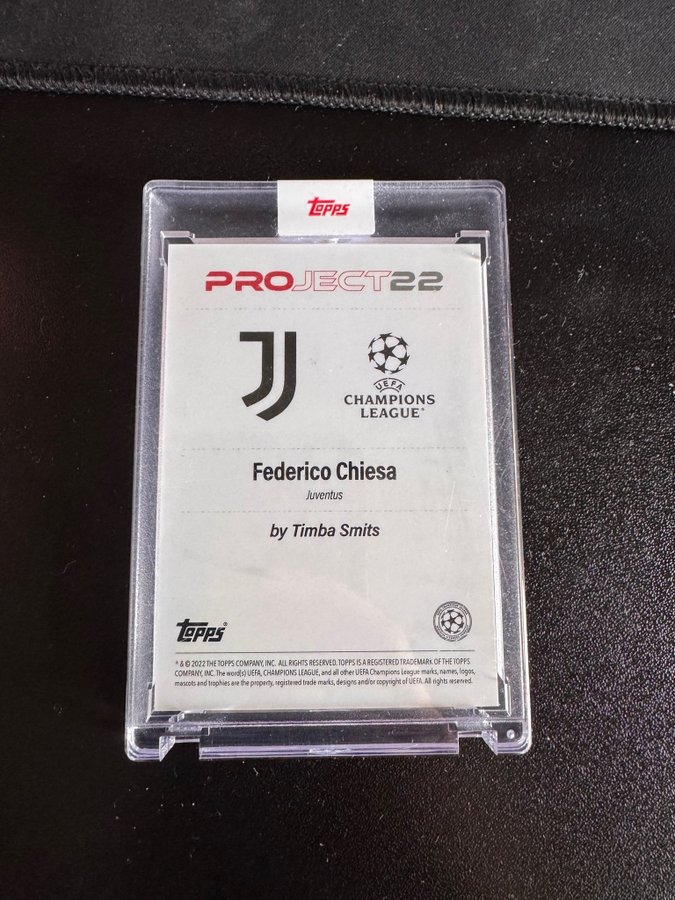 Topps
PROJECT22
J
UEFA
CHAMPIONS
LEAGUE®
Federico Chiesa
Juventus
by Timba Smits
Topps®
® & © 2022 THE TOPPS COMPANY, INC. ALL RIGHTS RESERVED. TOPPS IS A REGISTERED TRADEMARK OF THE TOPPS
COMPANY, INC. The word(s) UEFA, CHAMPIONS LEAGUE, and all other UEFA Champions League marks, names, logos,
mascots and trophies are the property, registered trade marks, designs and/or copyright of UEFA. All rights reserved.